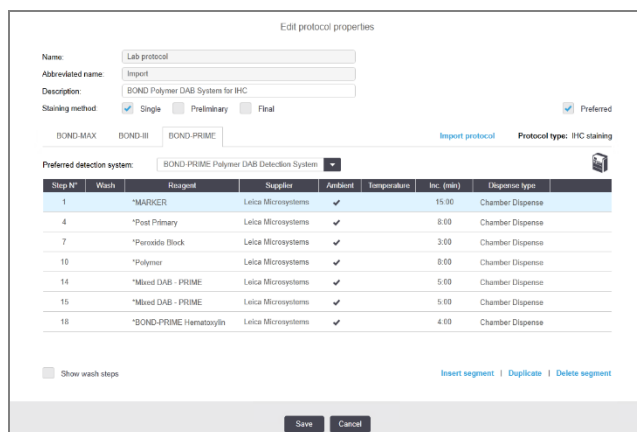 Edit protocol properties
Name: Lab protocol
Abbreviated name: Import
Description: BOND Polymer DAB System for IHC
Staining method: Single Preliminary Final Preferred
BOND-MAX BOND-III BOND-PRIME Import protocol Protocol type: IHC staining
Preferred detection system: BOND-PRIME Polymer DAB Detection System
Step N° Wash Reagent Supplier Ambient Temperature Inc. (min) Dispense type
1 *MARKER Leica Microsystems ✔ 15:00 Chamber Dispense
4 *Post Primary Leica Microsystems ✔ 8:00 Chamber Dispense
7 *Peroxide Block Leica Microsystems ✔ 3:00 Chamber Dispense
10 *Polymer Leica Microsystems ✔ 8:00 Chamber Dispense
14 *Mixed DAB - PRIME Leica Microsystems ✔ 5:00 Chamber Dispense
15 *Mixed DAB - PRIME Leica Microsystems ✔ 5:00 Chamber Dispense
18 *BOND-PRIME Hematoxylin Leica Microsystems ✔ 4:00 Chamber Dispense
Show wash steps Insert segment | Duplicate | Delete segment
Save Cancel